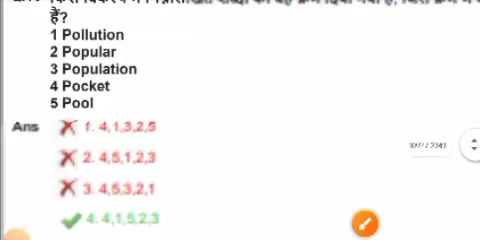 हैं?
1 Pollution
2 Popular
3 Population
4 Pocket
5 Pool
Ans 1. 4,1,3,2,5
2. 4,5,1,2,3
3. 4,5,3,2,1
4. 4,1,5,2,3